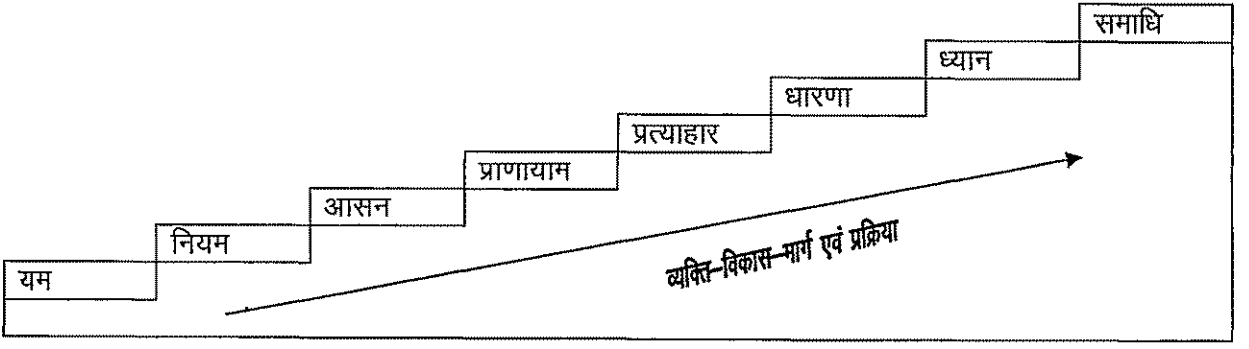 समाधि
ध्यान
धारणा
प्रत्याहार
प्राणायाम
आसन
नियम
यम
व्यक्ति–विकास–मार्ग एवं प्रक्रिया